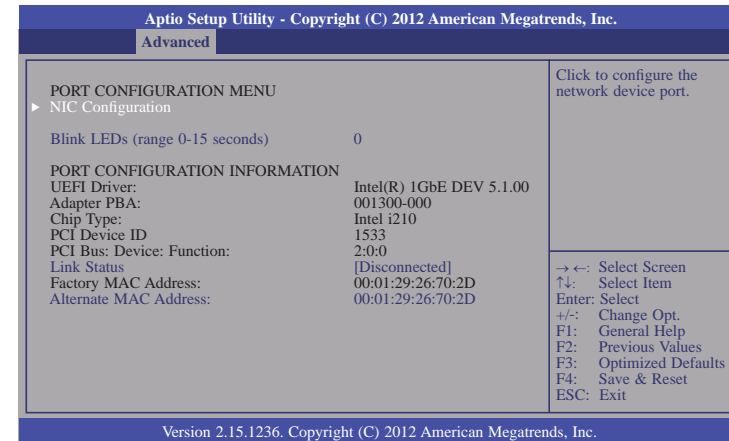 Aptio Setup Utility - Copyright (C) 2012 American Megatrends, Inc.
Advanced
PORT CONFIGURATION MENU
► NIC Configuration
Blink LEDs (range 0-15 seconds) 0
PORT CONFIGURATION INFORMATION
UEFI Driver: Intel(R) 1GbE DEV 5.1.00
Adapter PBA: 001300-000
Chip Type: Intel i210
PCI Device ID 1533
PCI Bus: Device: Function: 2:0:0
Link Status [Disconnected]
Factory MAC Address: 00:01:29:26:70:2D
Alternate MAC Address: 00:01:29:26:70:2D
Click to configure the
network device port.
→←: Select Screen
↑↓: Select Item
Enter: Select
+/-: Change Opt.
F1: General Help
F2: Previous Values
F3: Optimized Defaults
F4: Save & Reset
ESC: Exit
Version 2.15.1236. Copyright (C) 2012 American Megatrends, Inc.